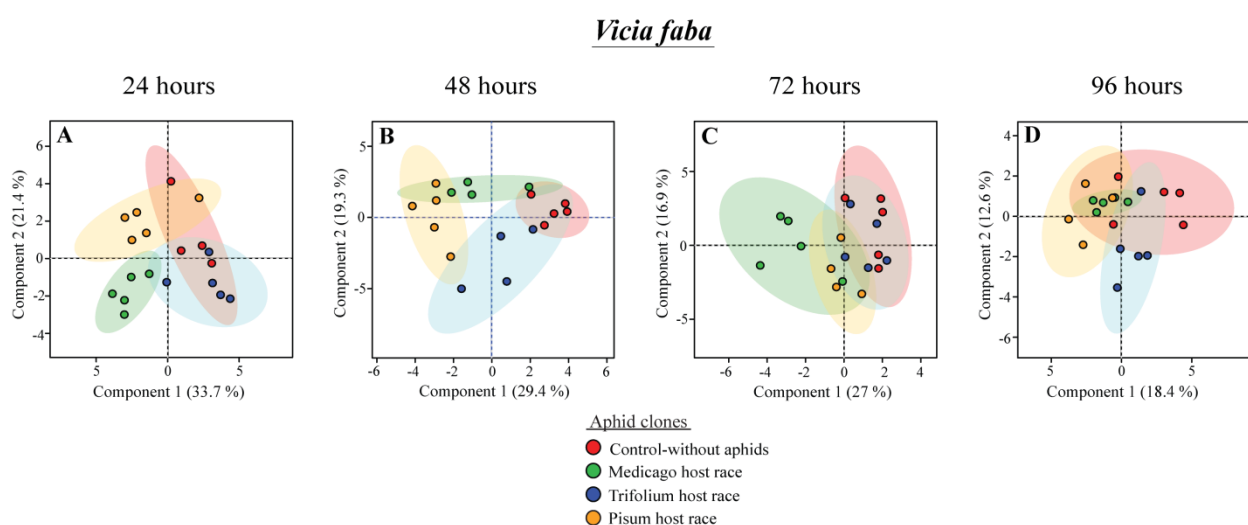 Vicia faba
24 hours
48 hours
72 hours
96 hours
A
6
4
2
0
-2
-4
5
0
5
Component 2 (21.4 %)
Component 1 (33.7 %)
B
5
0
-5
-6
-4
-2
0
2
4
6
Component 2 (19.3 %)
Component 1 (29.4 %)
C
5
0
-5
-4
-2
0
2
4
Component 2 (16.9 %)
Component 1 (27 %)
D
4
2
0
-2
-4
-6
5
0
5
Component 2 (12.6 %)
Component 1 (18.4 %)
Aphid clones
Control-without aphids
Medicago host race
Trifolium host race
Pisum host race